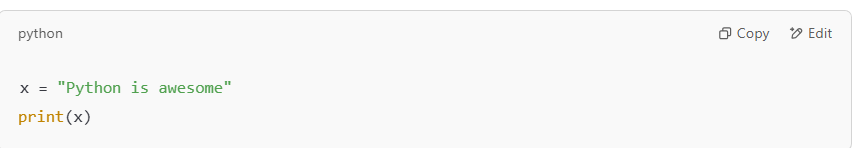 python Copy Edit
x = "Python is awesome"
print(x)